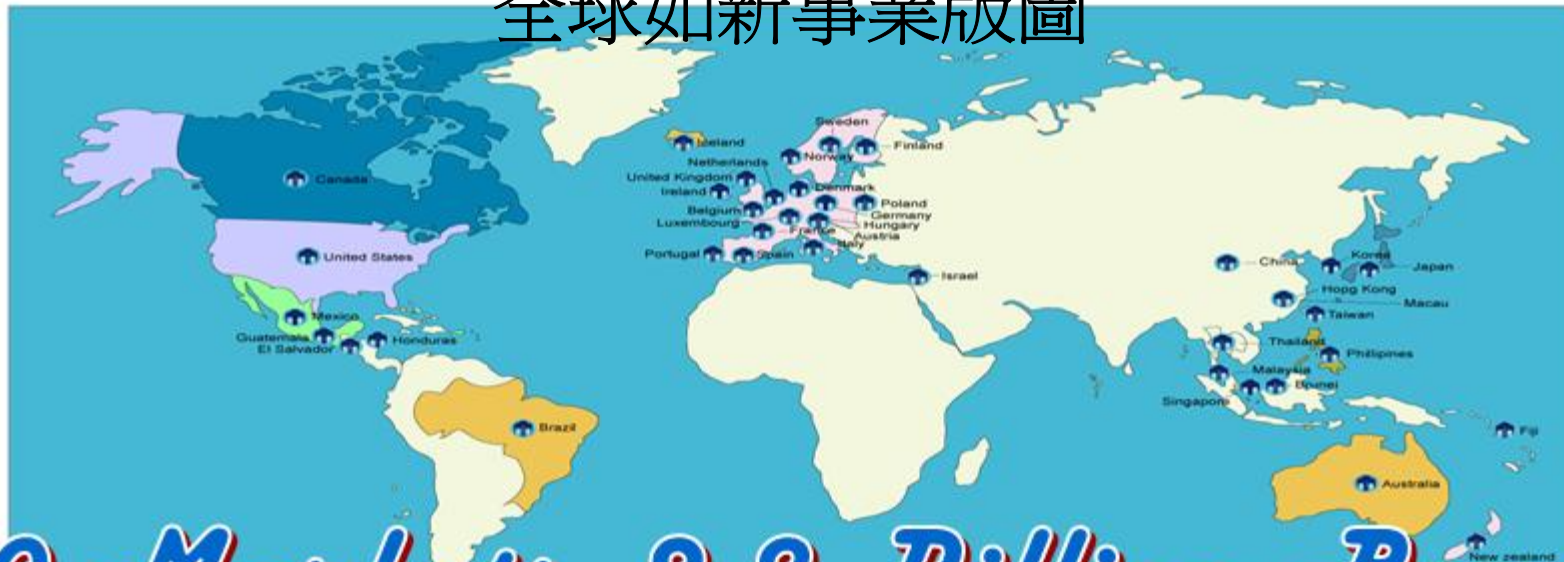 全球如新事業版圖
Sweden
Iceland
Finland
Norway
Netherlands
Canada
United Kingdom
Denmark
Ireland
Poland
Belgium
Germany
Luxembourg
Hungary
France
Austria
Italy
Portugal
Spain
United States
Korea
China
Japan
Israel
Hopg Kong
Macau
Mexico
Taiwan
Guatemala
Honduras
Thailand
El Salvador
Phillipines
Malaysia
Brunei
Singapore
Brazil
Fiji
Australia
New zealand